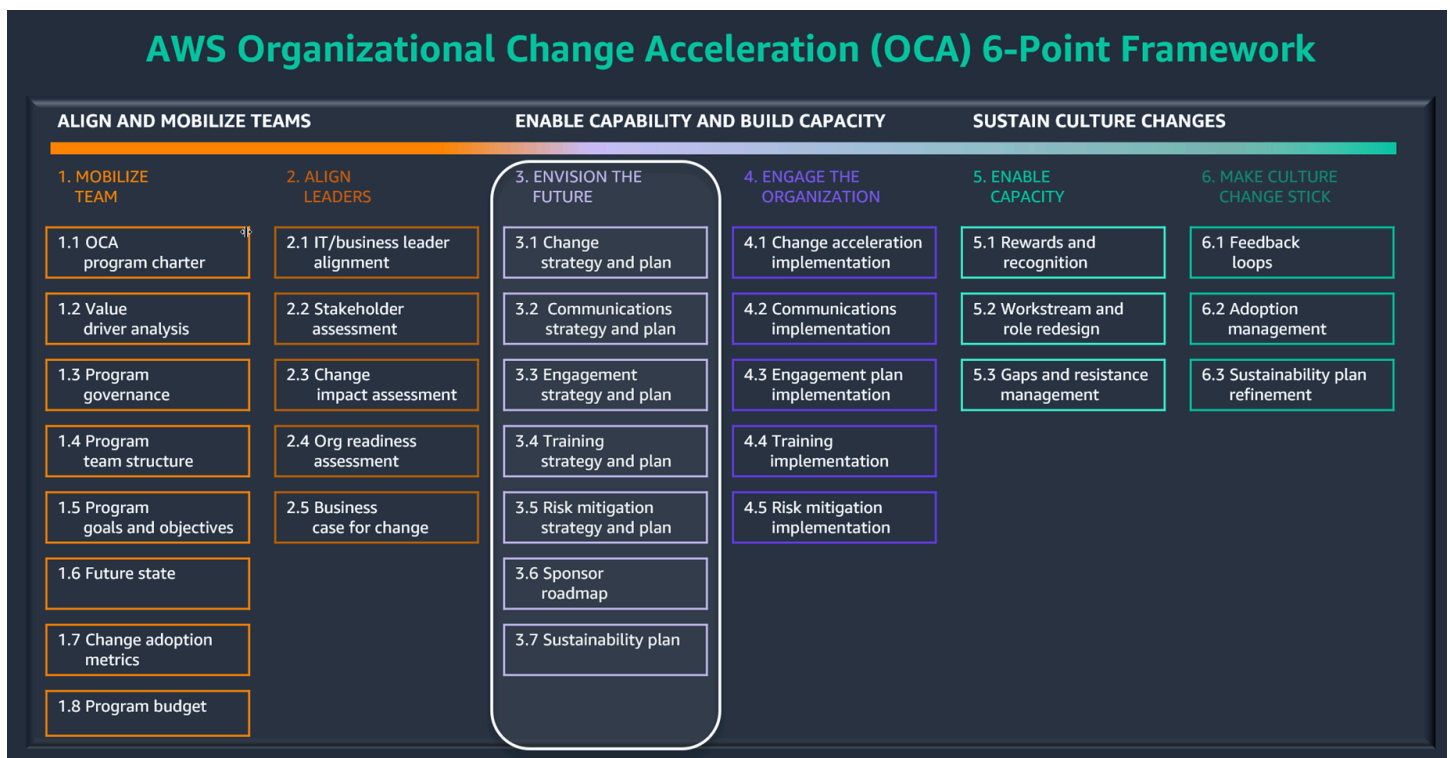 AWS Organizational Change Acceleration (OCA) 6-Point Framework
ALIGN AND MOBILIZE TEAMS
ENABLE CAPABILITY AND BUILD CAPACITY
SUSTAIN CULTURE CHANGES
1. MOBILIZE
TEAM
1.1 OCA
program charter
1.2 Value
driver analysis
1.3 Program
governance
1.4 Program
team structure
1.5 Program
goals and objectives
1.6 Future state
1.7 Change adoption
metrics
1.8 Program budget
2. ALIGN
LEADERS
2.1 IT/business leader
alignment
2.2 Stakeholder
assessment
2.3 Change
impact assessment
2.4 Org readiness
assessment
2.5 Business
case for change
3. ENVISION THE
FUTURE
3.1 Change
strategy and plan
3.2 Communications
strategy and plan
3.3 Engagement
strategy and plan
3.4 Training
strategy and plan
3.5 Risk mitigation
strategy and plan
3.6 Sponsor
roadmap
3.7 Sustainability plan
4. ENGAGE THE
ORGANIZATION
4.1 Change acceleration
implementation
4.2 Communications
implementation
4.3 Engagement plan
implementation
4.4 Training
implementation
4.5 Risk mitigation
implementation
5. ENABLE
CAPACITY
5.1 Rewards and
recognition
5.2 Workstream and
role redesign
5.3 Gaps and resistance
management
6. MAKE CULTURE
CHANGE STICK
6.1 Feedback
loops
6.2 Adoption
management
6.3 Sustainability plan
refinement